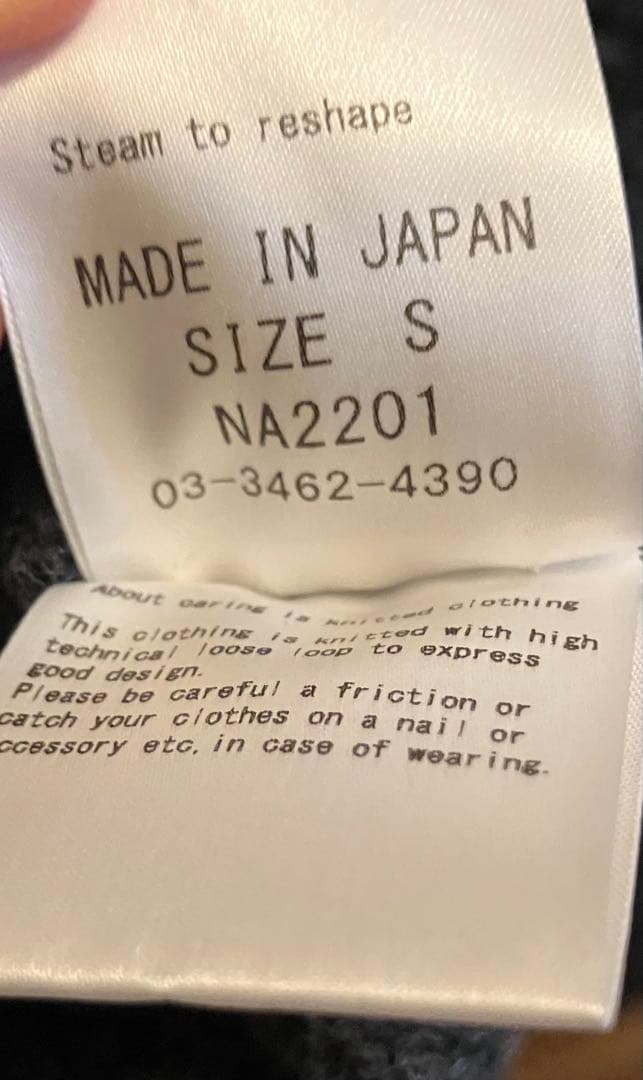 Steam to reshape
MADE IN JAPAN
SIZE S
NA2201
03-3462-4390
About caring is knitted clothing
This clothing is knitted with high
technical loose loop to express
good design.
Please be careful a friction or
catch your clothes on a nail or
ccessory etc, in case of wearing.